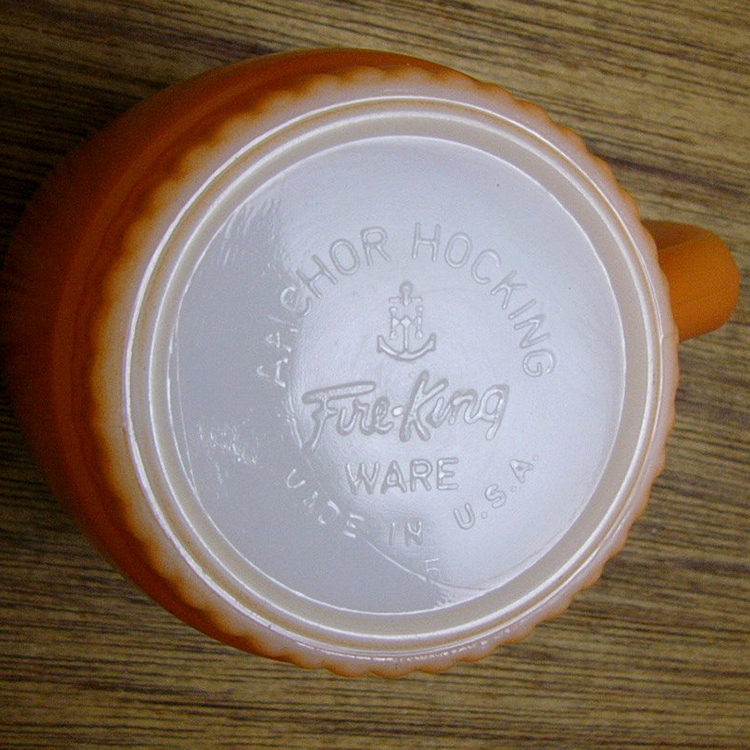 ANCHOR HOCKING
Fire-King
WARE
MADE IN U.S.A.